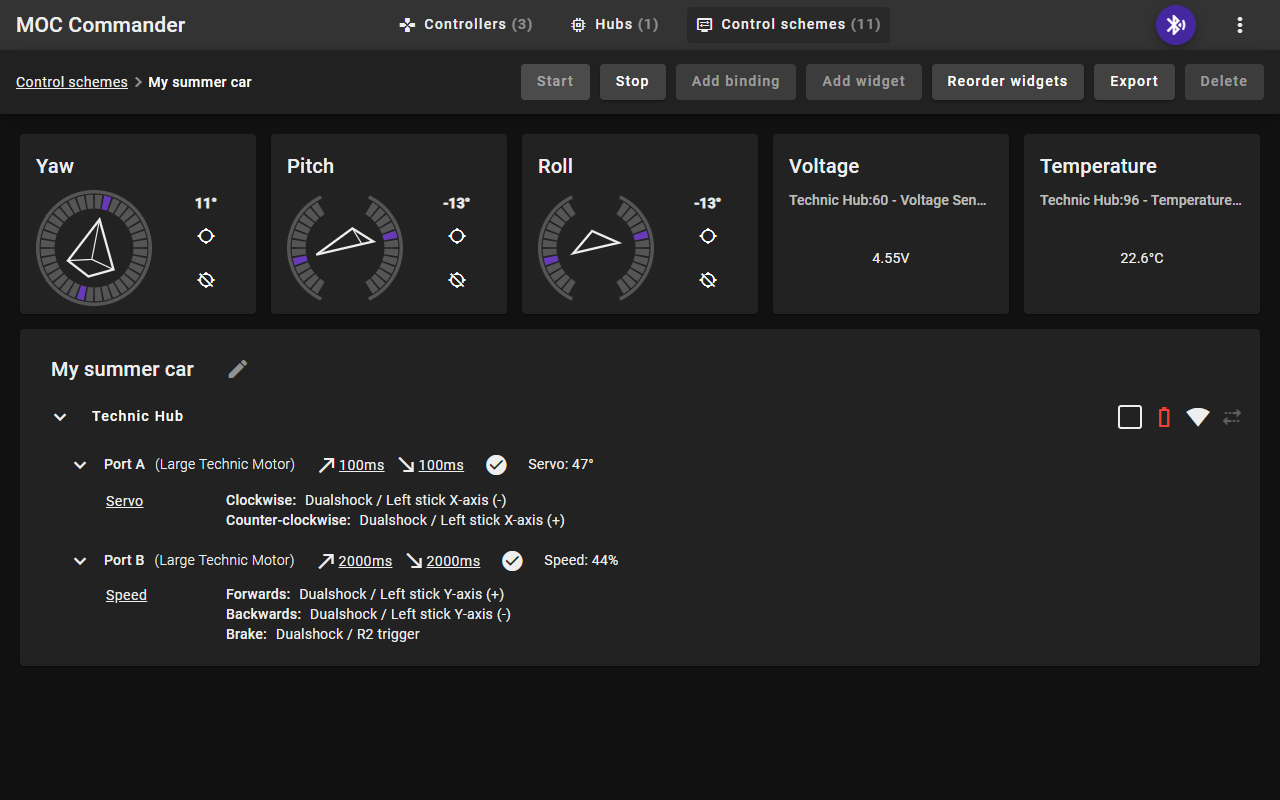 MOC Commander
Controllers (3)
Hubs (1)
Control schemes (11)
Control schemes
My summer car
Start
Stop
Add binding
Add widget
Reorder widgets
Export
Delete
Yaw
11°
Pitch
-13°
Roll
-13°
Voltage
Technic Hub:60 - Voltage Sen...
4.55V
Temperature
Technic Hub:96 - Temperature...
22.6°C
My summer car
Technic Hub
Port A (Large Technic Motor) 100ms 100ms Servo: 47°
Servo
Clockwise: Dualshock / Left stick X-axis (-)
Counter-clockwise: Dualshock / Left stick X-axis (+)
Port B (Large Technic Motor) 2000ms 2000ms Speed: 44%
Speed
Forwards: Dualshock / Left stick Y-axis (+)
Backwards: Dualshock / Left stick Y-axis (-)
Brake: Dualshock / R2 trigger